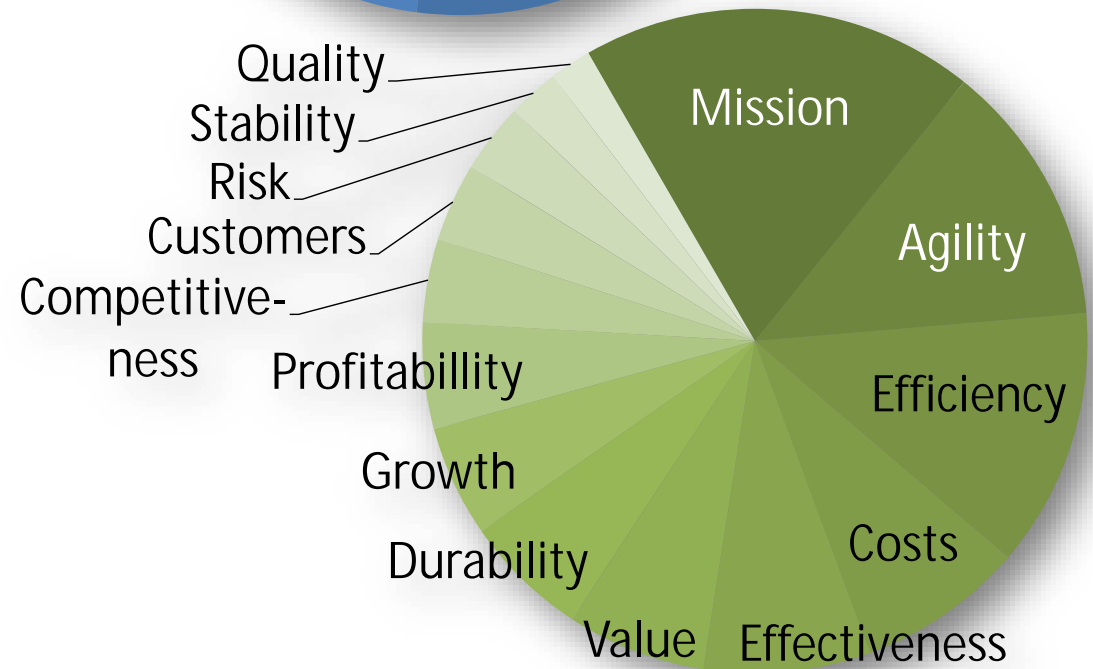 Quality
Stability
Risk
Customers
Competitive-
ness
Profitabillity
Growth
Durability
Value
Effectiveness
Costs
Efficiency
Agility
Mission